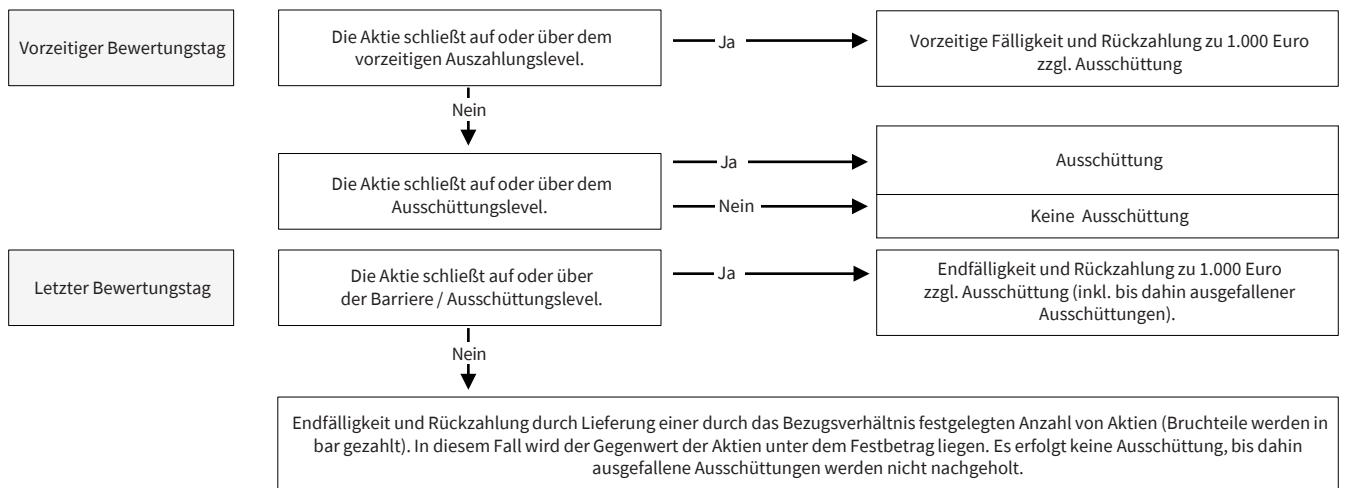 Vorzeitiger Bewertungstag
Die Aktie schließt auf oder über dem
vorzeitigen Auszahlungslevel.
Ja
Vorzeitige Fälligkeit und Rückzahlung zu 1.000 Euro
zzgl. Ausschüttung
Nein
Die Aktie schließt auf oder über dem
Ausschüttungslevel.
Ja
Ausschüttung
Nein
Keine Ausschüttung
Letzter Bewertungstag
Die Aktie schließt auf oder über
der Barriere / Ausschüttungslevel.
Ja
Endfälligkeit und Rückzahlung zu 1.000 Euro
zzgl. Ausschüttung (inkl. bis dahin ausgefallener
Ausschüttungen).
Nein
Endfälligkeit und Rückzahlung durch Lieferung einer durch das Bezugsverhältnis festgelegten Anzahl von Aktien (Bruchteile werden in
bar gezahlt). In diesem Fall wird der Gegenwert der Aktien unter dem Festbetrag liegen. Es erfolgt keine Ausschüttung, bis dahin
ausgefallene Ausschüttungen werden nicht nachgeholt.